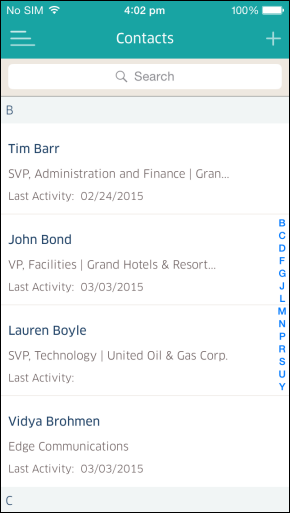 No SIM 4:02 pm 100%
Contacts
Search
B
Tim Barr
SVP, Administration and Finance | Gran...
Last Activity: 02/24/2015
John Bond
VP, Facilities | Grand Hotels & Resort...
Last Activity: 03/03/2015
Lauren Boyle
SVP, Technology | United Oil & Gas Corp.
Last Activity:
Vidya Brohmen
Edge Communications
Last Activity: 03/03/2015
C
B
C
D
F
G
J
L
M
N
P
R
S
U
Y